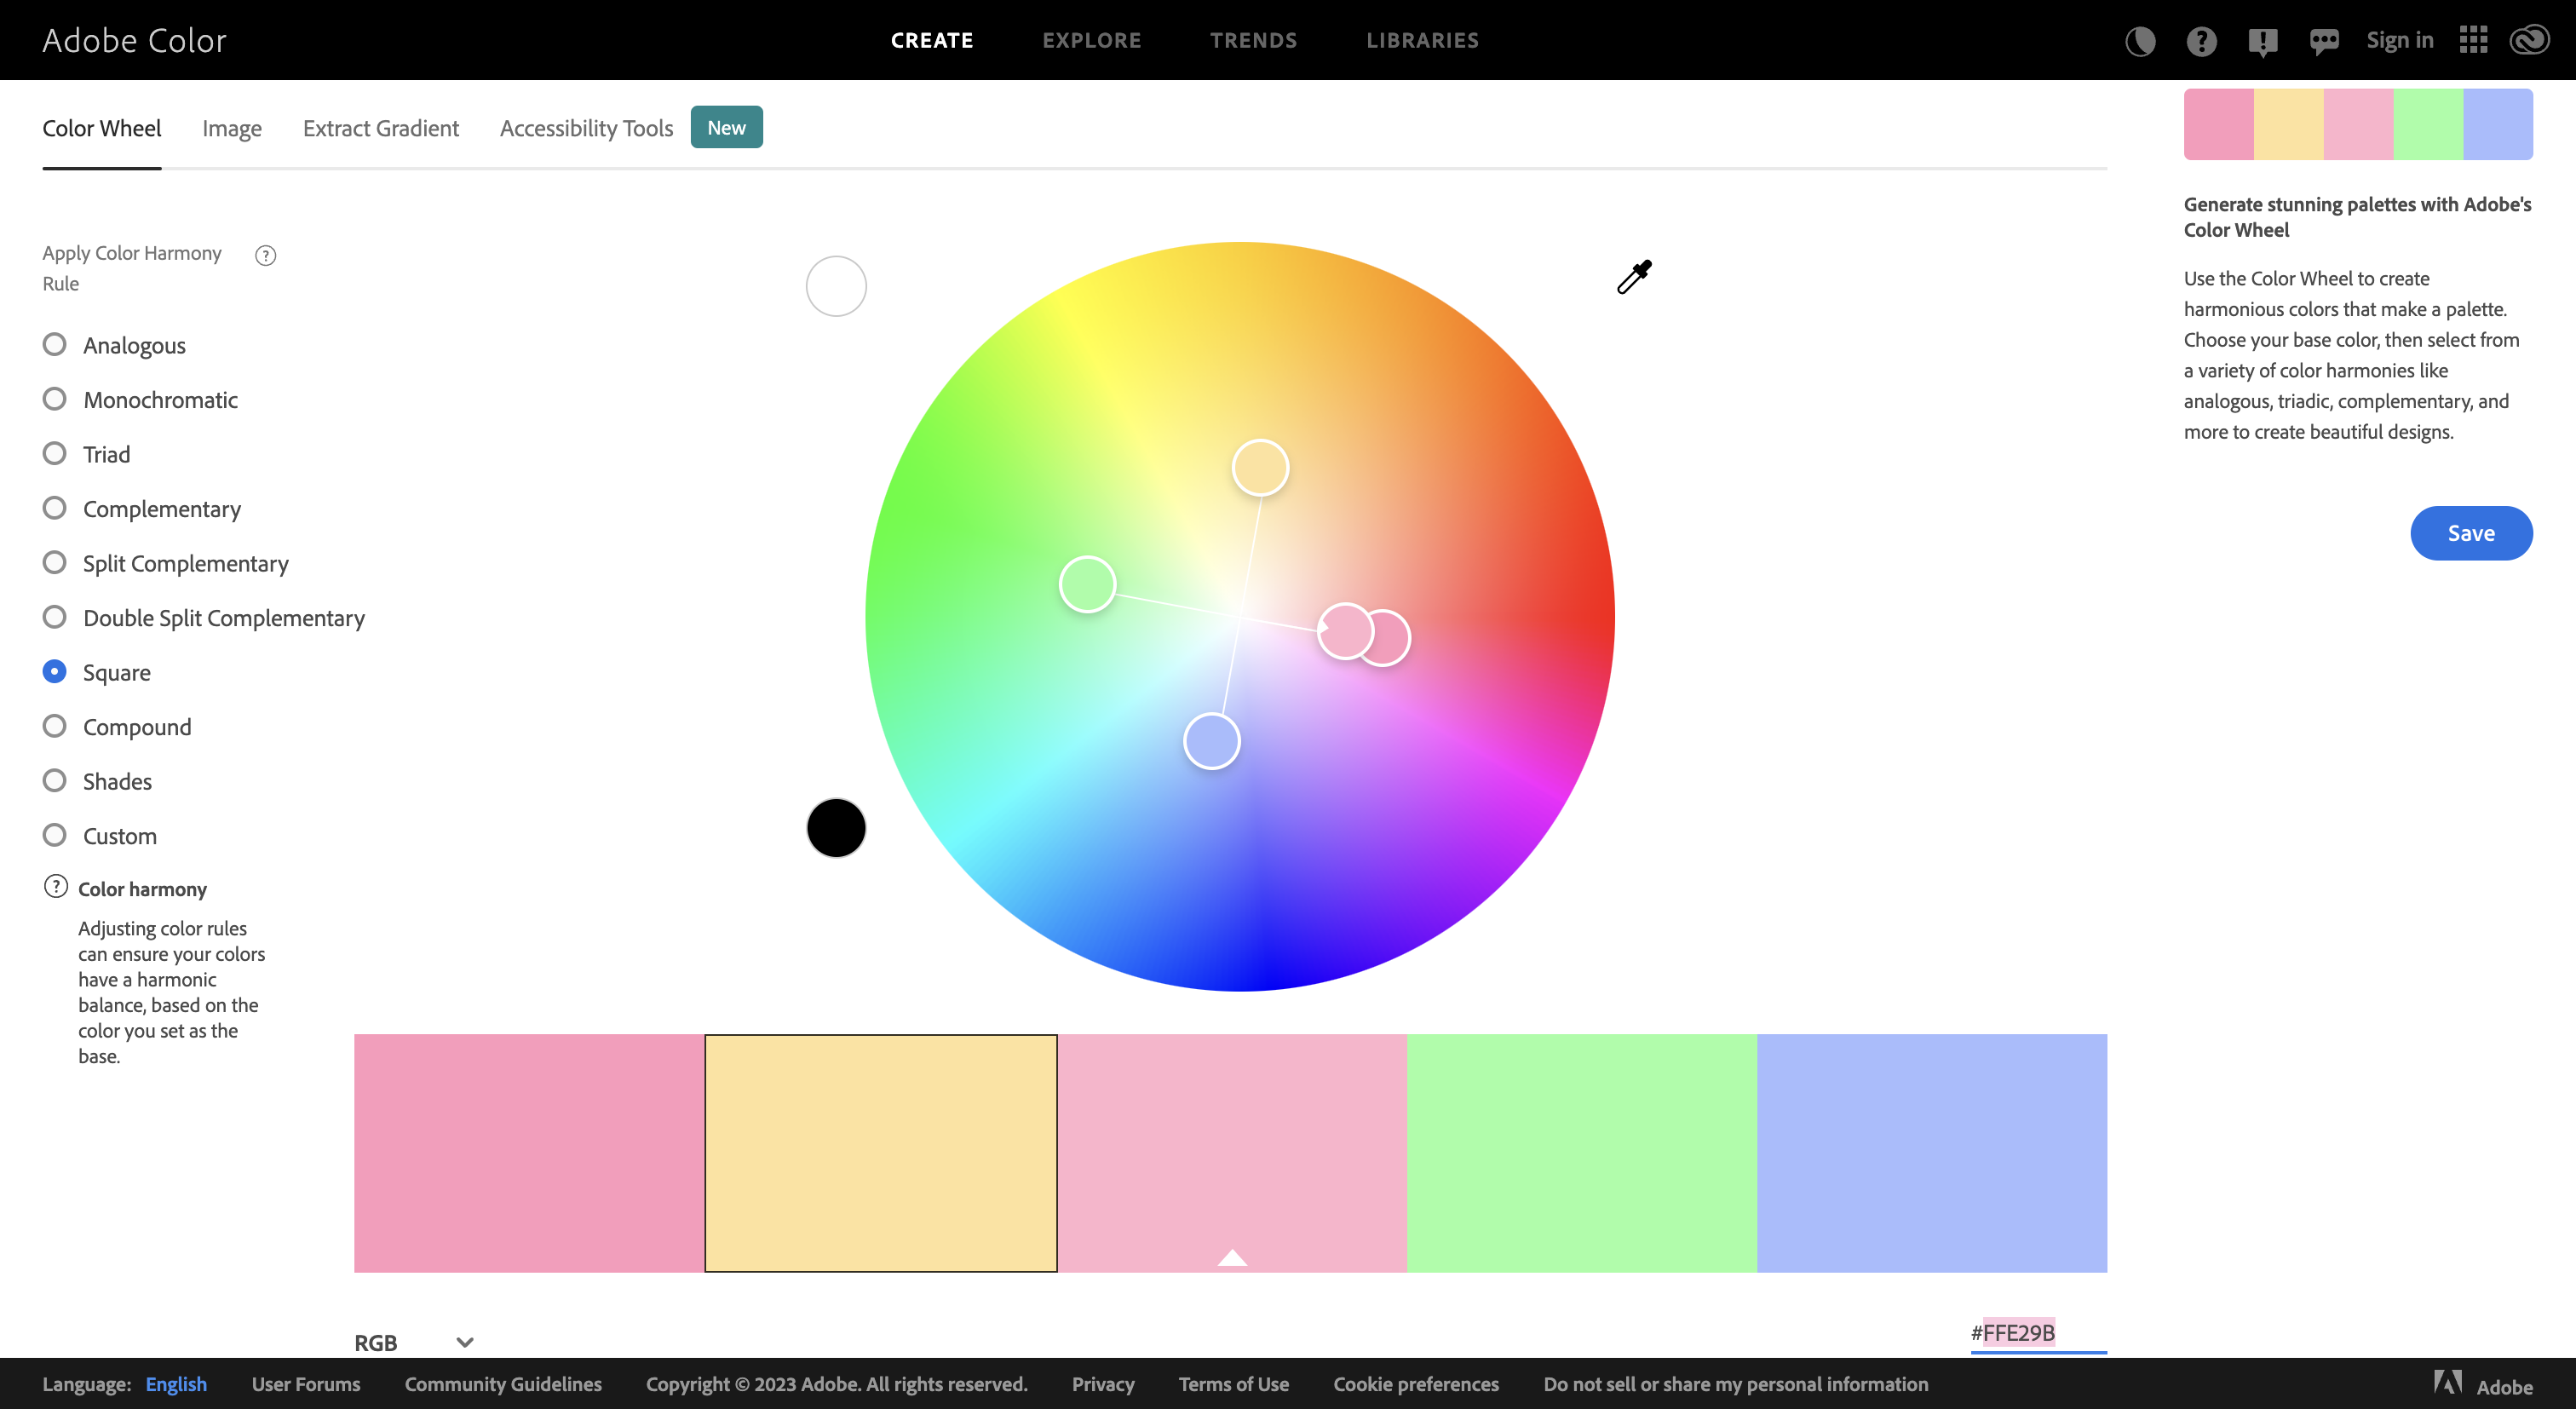 Adobe Color
CREATE
EXPLORE
TRENDS
LIBRARIES
Sign in
Color Wheel
Image
Extract Gradient
Accessibility Tools
New
Apply Color Harmony
Rule
Analogous
Monochromatic
Triad
Complementary
Split Complementary
Double Split Complementary
Square
Compound
Shades
Custom
Color harmony
Adjusting color rules
can ensure your colors
have a harmonic
balance, based on the
color you set as the
base.
Generate stunning palettes with Adobe's
Color Wheel
Use the Color Wheel to create
harmonious colors that make a palette.
Choose your base color, then select from
a variety of color harmonies like
analogous, triadic, complementary, and
more to create beautiful designs.
Save
RGB
#FFE29B
Language: English
User Forums
Community Guidelines
Copyright © 2023 Adobe. All rights reserved.
Privacy
Terms of Use
Cookie preferences
Do not sell or share my personal information
Adobe